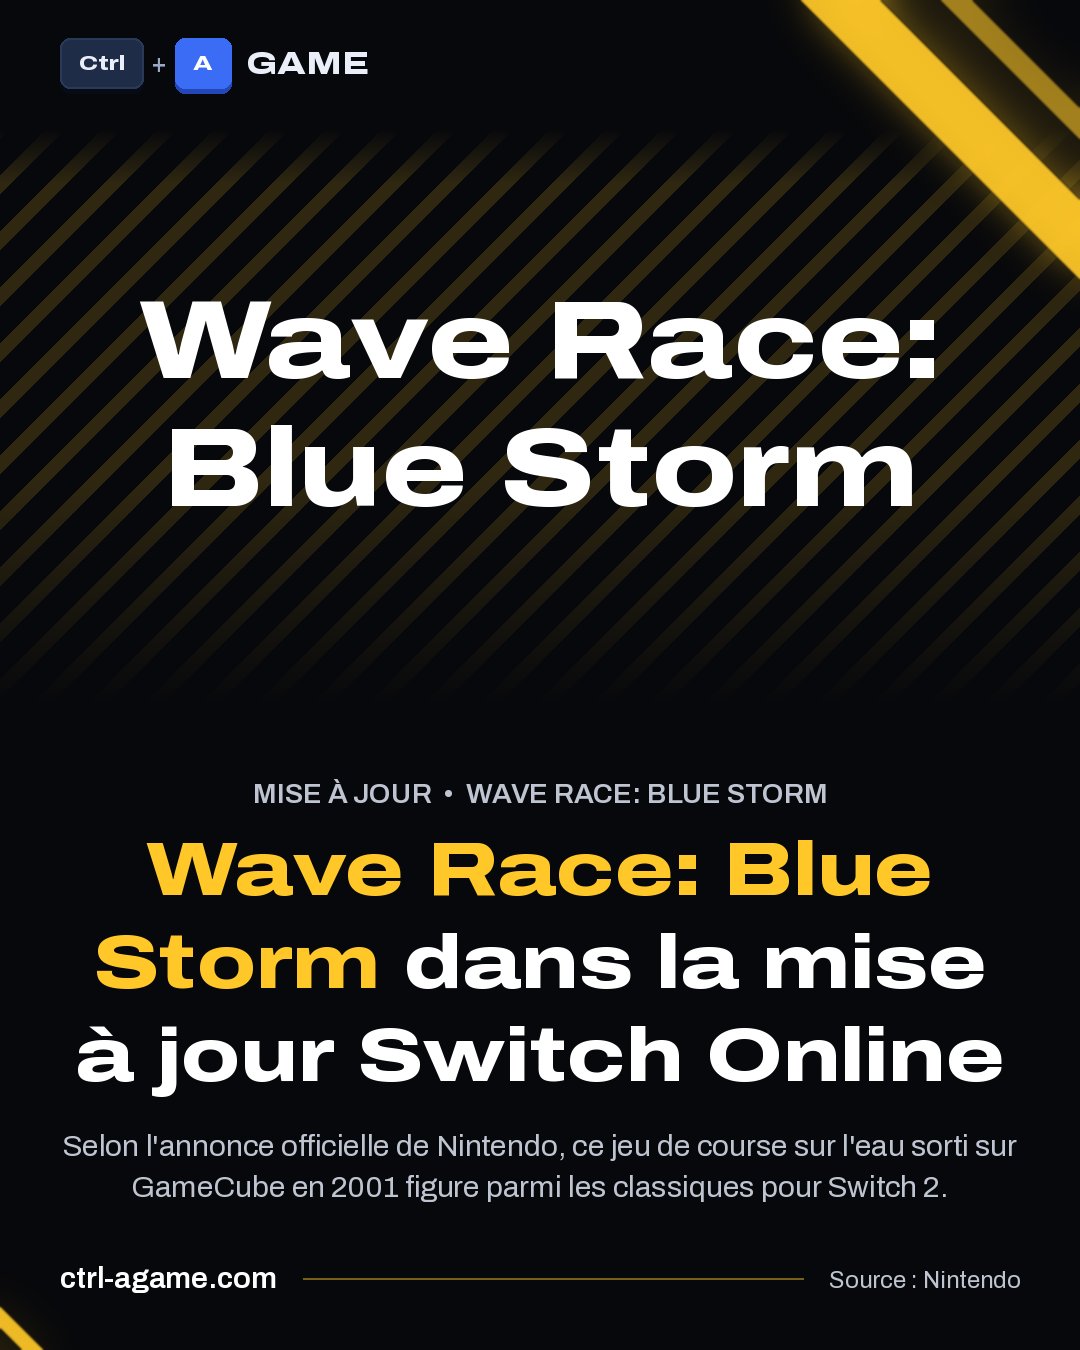 Ctrl + A GAME
Wave Race:
Blue Storm
MISE À JOUR • WAVE RACE: BLUE STORM
Wave Race: Blue
Storm dans la mise
à jour Switch Online
Selon l'annonce officielle de Nintendo, ce jeu de course sur l'eau sorti sur
GameCube en 2001 figure parmi les classiques pour Switch 2.
ctrl-agame.com
Source : Nintendo